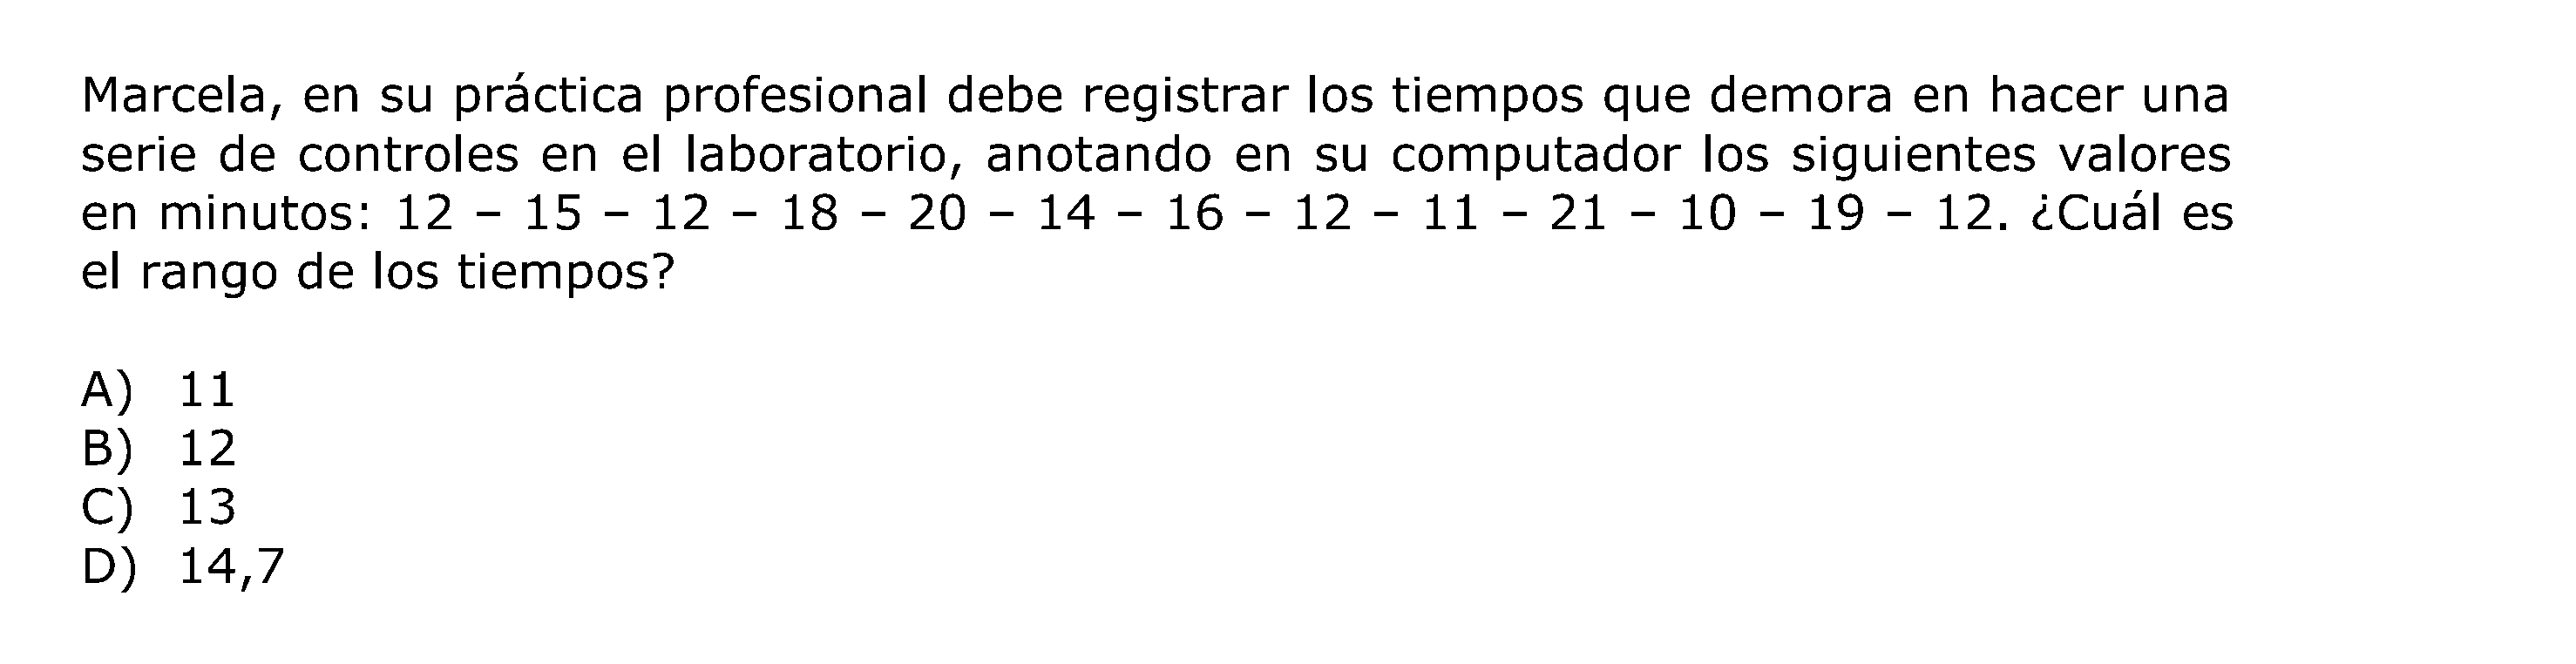 Marcela, en su práctica profesional debe registrar los tiempos que demora en hacer una
serie de controles en el laboratorio, anotando en su computador los siguientes valores
en minutos: 12 – 15 – 12 – 18 – 20 – 14 – 16 – 12 – 11 – 21 – 10 – 19 – 12. ¿Cuál es
el rango de los tiempos?
A) 11
B) 12
C) 13
D) 14,7